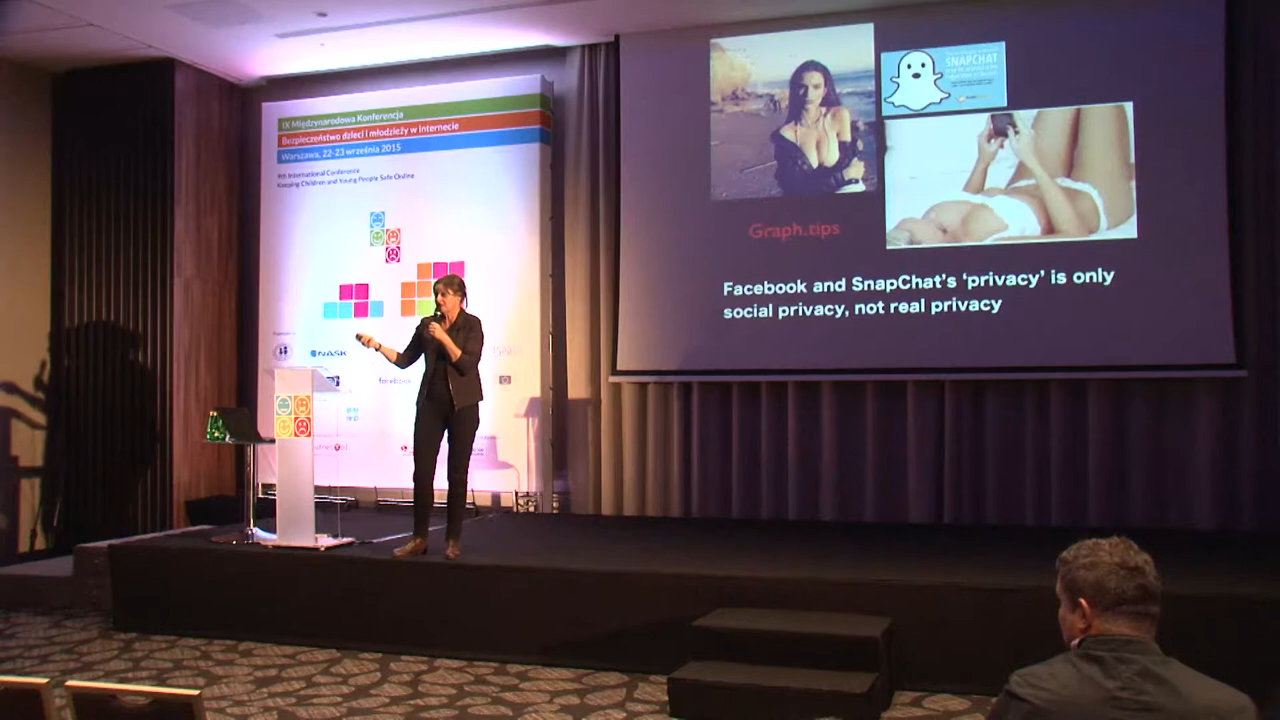 IX Międzynarodowa Konferencja
Bezpieczeństwo dzieci i młodzieży w Internecie
Warszawa, 22-23 września 2015
9th International Conference
Keeping Children and Young People Safe Online
NASK
facebook
SNAPCHAT
Graph.tips
Facebook and SnapChat's 'privacy' is only
social privacy, not real privacy